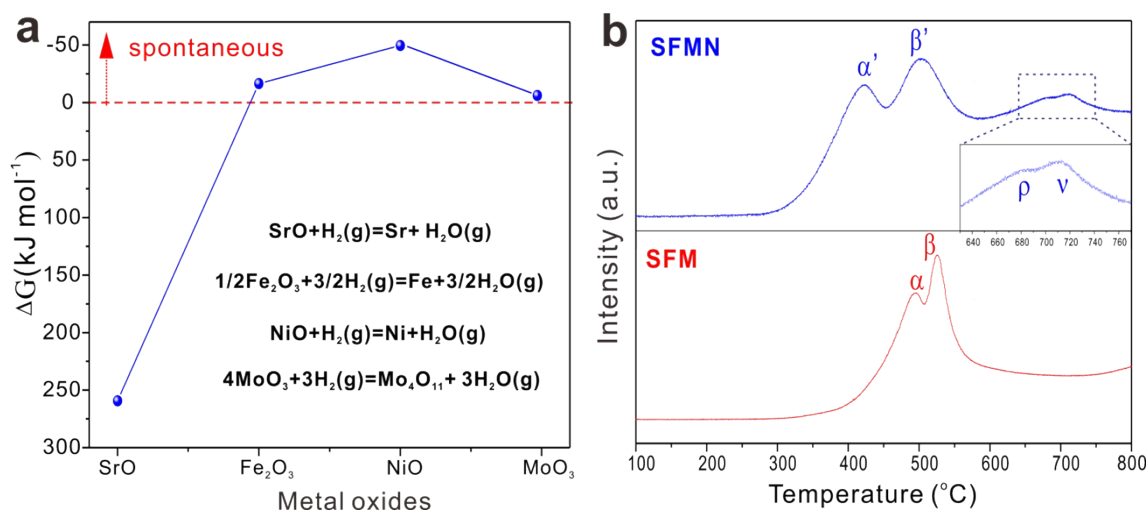 a
spontaneous
-50
0
50
100
150
200
250
300
ΔG(kJ mol⁻¹)
SrO+H₂(g)=Sr+ H₂O(g)
1/2Fe₂O₃+3/2H₂(g)=Fe+3/2H₂O(g)
NiO+H₂(g)=Ni+H₂O(g)
4MoO₃+3H₂(g)=Mo₄O₁₁+ 3H₂O(g)
SrO Fe₂O₃ NiO MoO₃
Metal oxides
b
SFMN
α’
β’
ρ ν
640 660 680 700 720 740 760
SFM
α
β
Intensity (a.u.)
100 200 300 400 500 600 700 800
Temperature (°C)